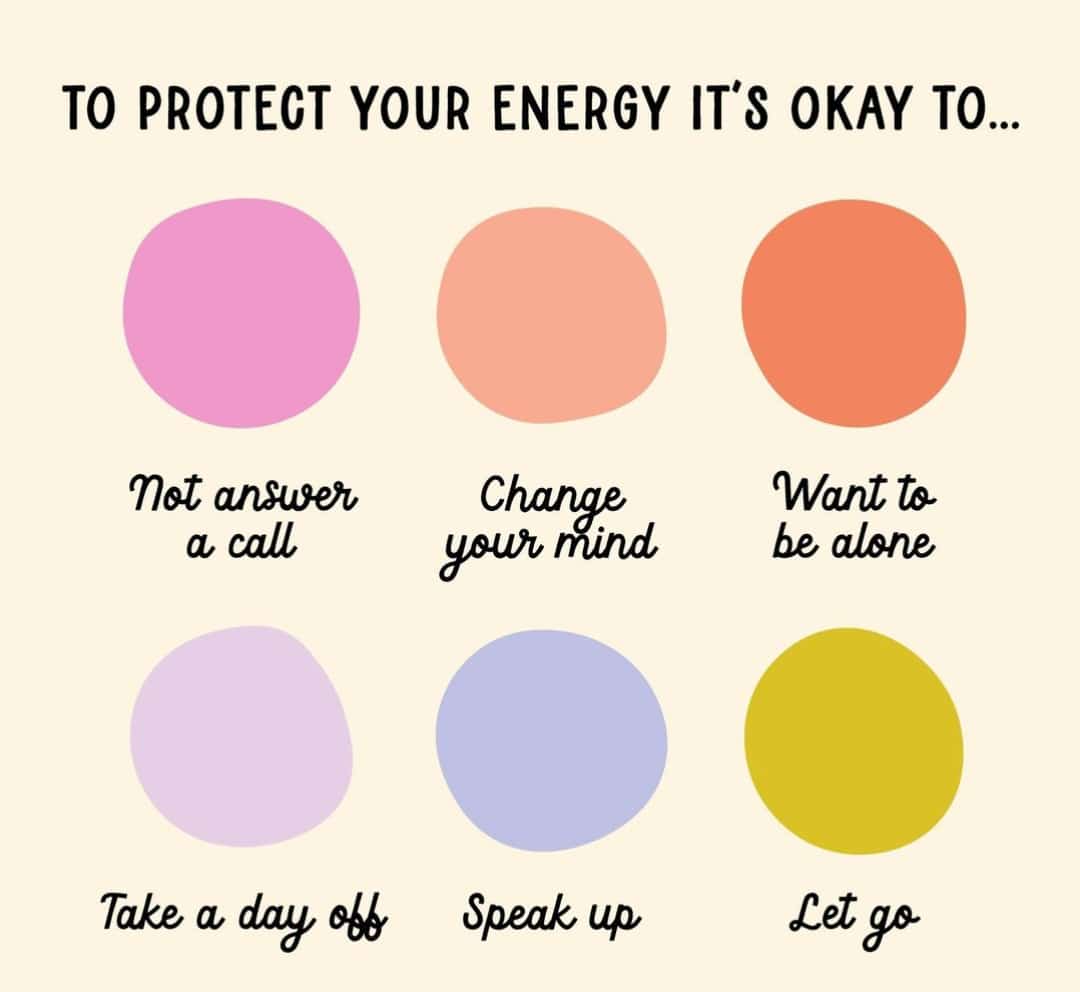 TO PROTECT YOUR ENERGY IT'S OKAY TO...
Not answer
a call
Change
your mind
Want to
be alone
Take a day off
Speak up
Let go